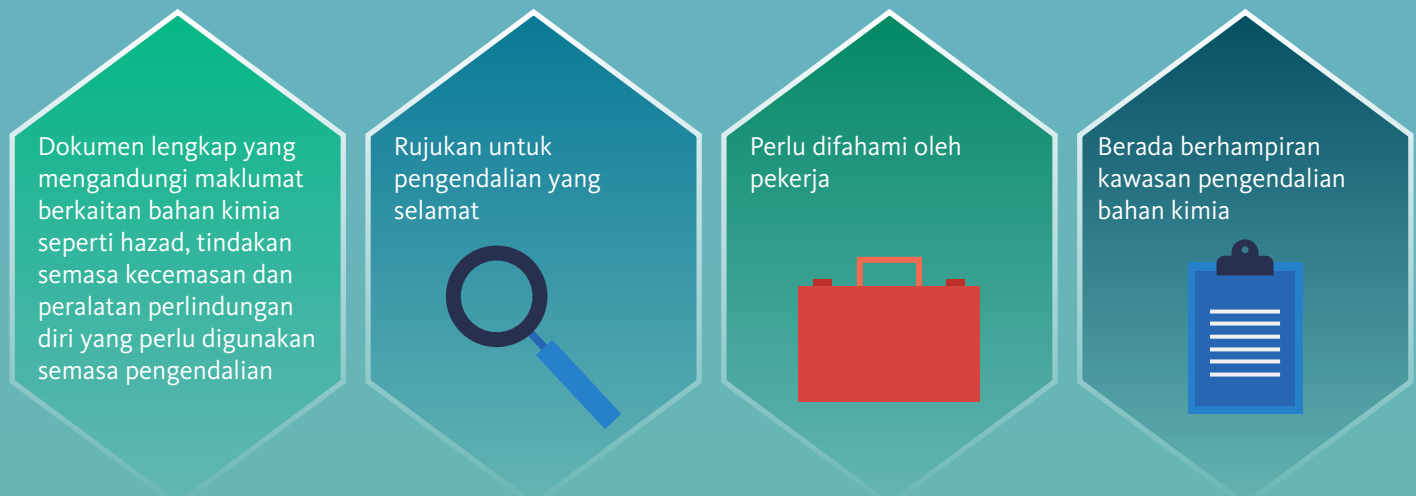 Dokumen lengkap yang
mengandungi maklumat
berkaitan bahan kimia
seperti hazad, tindakan
semasa kecemasan dan
peralatan perlindungan
diri yang perlu digunakan
semasa pengendalian
Rujukan untuk
pengendalian yang
selamat
Perlu difahami oleh
pekerja
Berada berhampiran
kawasan pengendalian
bahan kimia